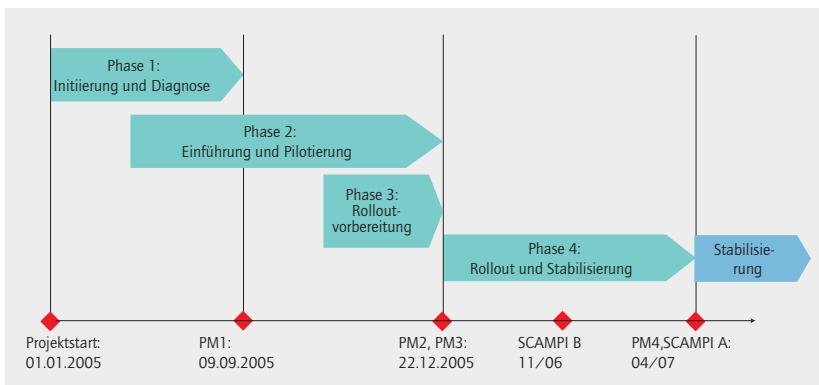 Phase 1:
Initiierung und Diagnose
Phase 2:
Einführung und Pilotierung
Phase 3:
Rollout-
vorbereitung
Phase 4:
Rollout und Stabilisierung
Stabilisie-
rung
Projektstart:
01.01.2005
PM1:
09.09.2005
PM2, PM3:
22.12.2005
SCAMPI B
11/06
PM4,SCAMPI A:
04/07